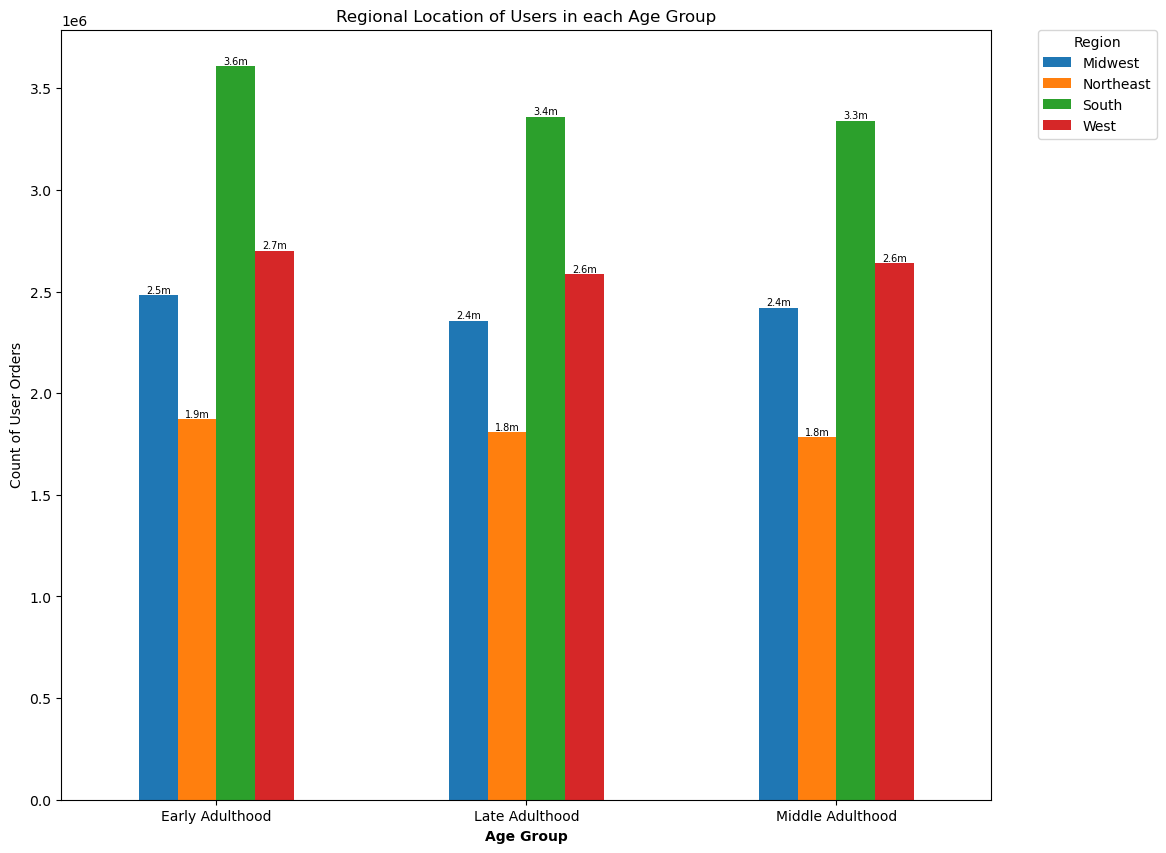 Regional Location of Users in each Age Group
1e6
3.5
3.0
2.5
2.0
1.5
1.0
0.5
0.0
Count of User Orders
2.5m
1.9m
3.6m
2.7m
2.4m
1.8m
3.4m
2.6m
2.4m
1.8m
3.3m
2.6m
Early Adulthood
Late Adulthood
Middle Adulthood
Age Group
Region
Midwest
Northeast
South
West